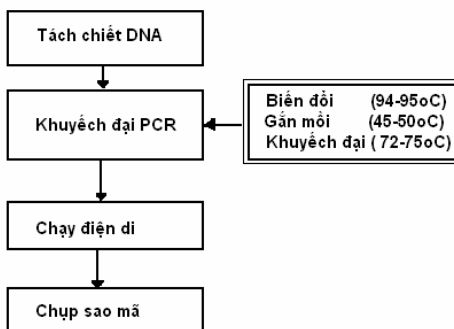 Tách chiết DNA
Khuyếch đại PCR
Biến đổi (94-95oC)
Gắn mồi (45-50oC)
Khuyếch đại ( 72-75oC)
Chạy điện di
Chụp sao mã